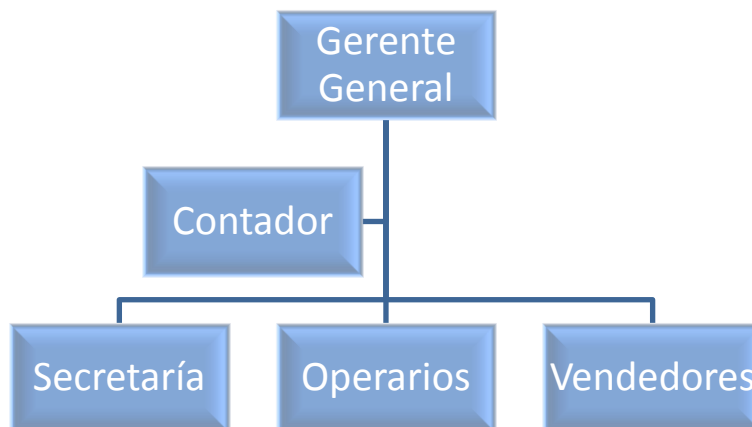 Gerente
General
Contador
Secretaría
Operarios
Vendedores